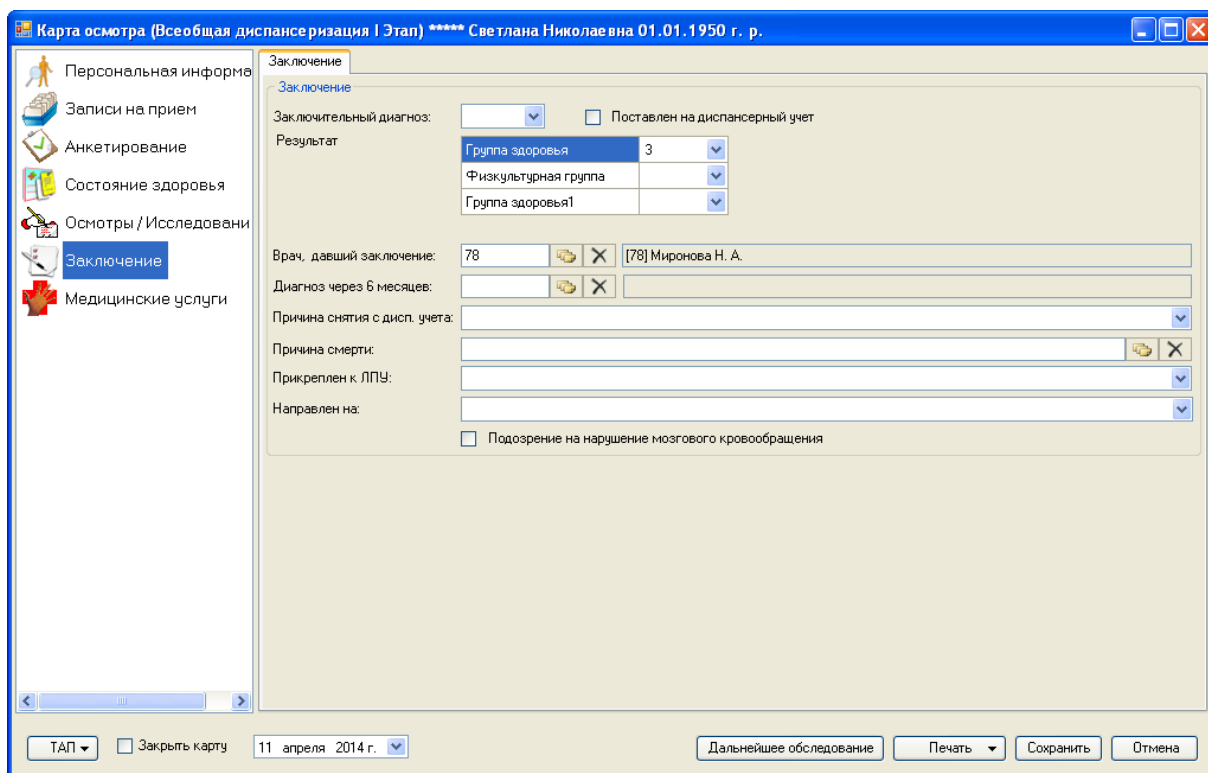 Карта осмотра (Всеобщая диспансеризация I Этап) ***** Светлана Николаевна 01.01.1950 г. р.
Персональная информа
Записи на прием
Анкетирование
Состояние здоровья
Осмотры / Исследовани
Заключение
Медицинские услуги
Заключение
Заключение
Заключительный диагноз: Поставлен на диспансерный учет
Результат
Группа здоровья 3
Физкультурная группа
Группа здоровья1
Врач, давший заключение: 78 [78] Миронова Н. А.
Диагноз через 6 месяцев:
Причина снятия с дисп. учета:
Причина смерти:
Прикреплен к ЛПУ:
Направлен на:
Подозрение на нарушение мозгового кровообращения
ТАП Закрыть карту 11 апреля 2014 г. Дальнейшее обследование Печать Сохранить Отмена